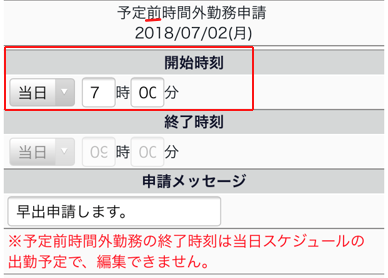 予定前時間外勤務申請
2018/07/02(月)
開始時刻
当日 7 時 00 分
終了時刻
当日 09 時 00 分
申請メッセージ
早出申請します。
※予定前時間外勤務の終了時刻は当日スケジュールの
出勤予定で、編集できません。